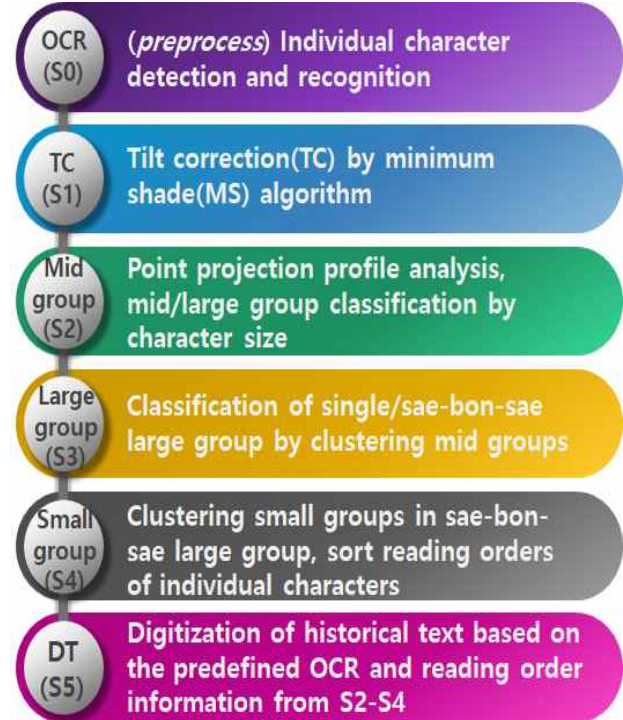 OCR
(S0)
(preprocess) Individual character
detection and recognition
TC
(S1)
Tilt correction(TC) by minimum
shade(MS) algorithm
Mid
group
(S2)
Point projection profile analysis,
mid/large group classification by
character size
Large
group
(S3)
Classification of single/sae-bon-sae
large group by clustering mid groups
Small
group
(S4)
Clustering small groups in sae-bon-
sae large group, sort reading orders
of individual characters
DT
(S5)
Digitization of historical text based on
the predefined OCR and reading order
information from S2-S4